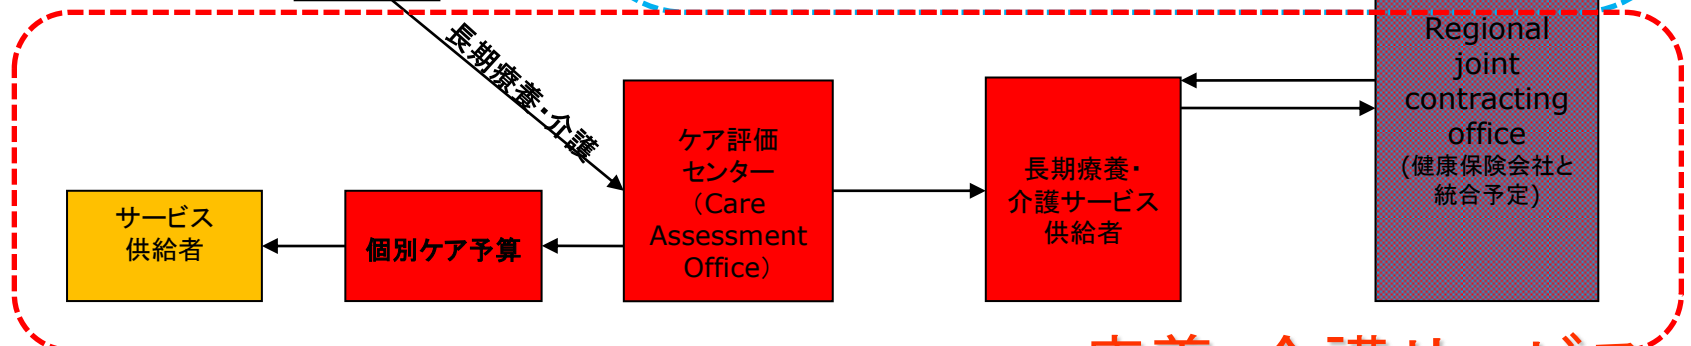 長期療養・介護
Regional
joint
contracting
office
(健康保険会社と
統合予定)
ケア評価
センター
（Care
Assessment
Office）
長期療養・
介護サービス
供給者
サービス
供給者
個別ケア予算